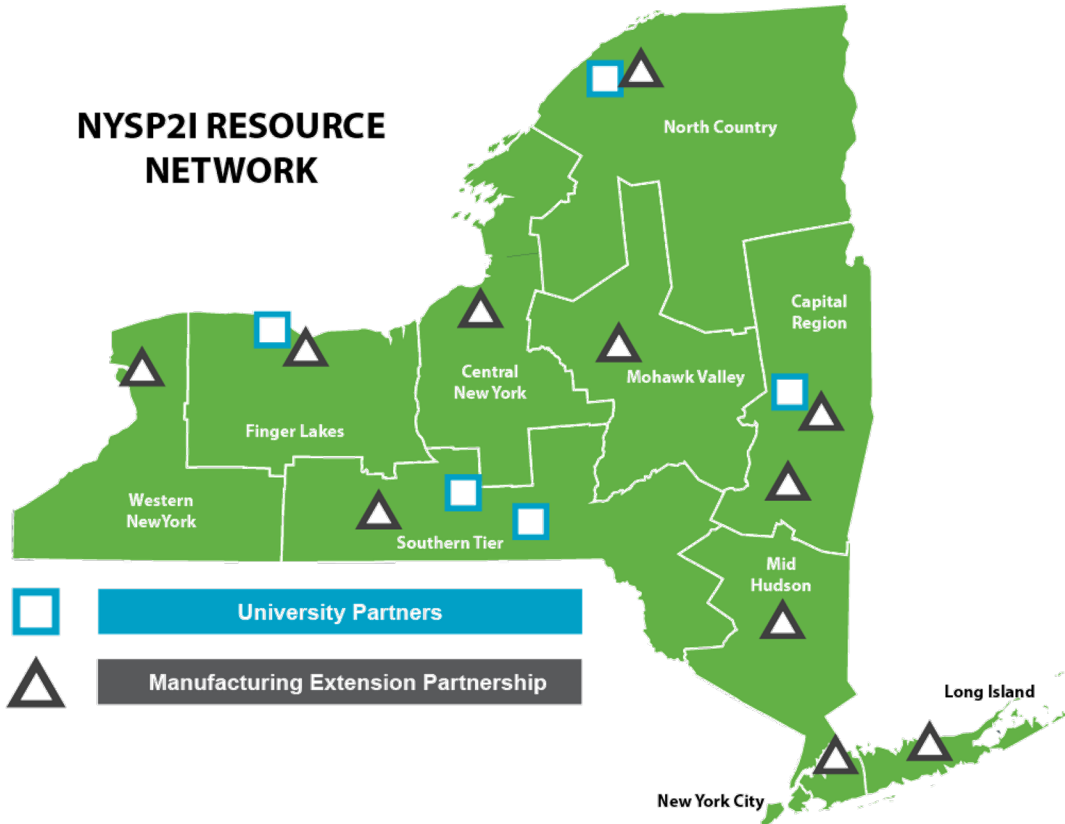 NYSP2I RESOURCE
NETWORK
North Country
Capital
Region
Central
New York
Mohawk Valley
Finger Lakes
Western
NewYork
Southern Tier
Mid
Hudson
University Partners
Manufacturing Extension Partnership
Long Island
New York City